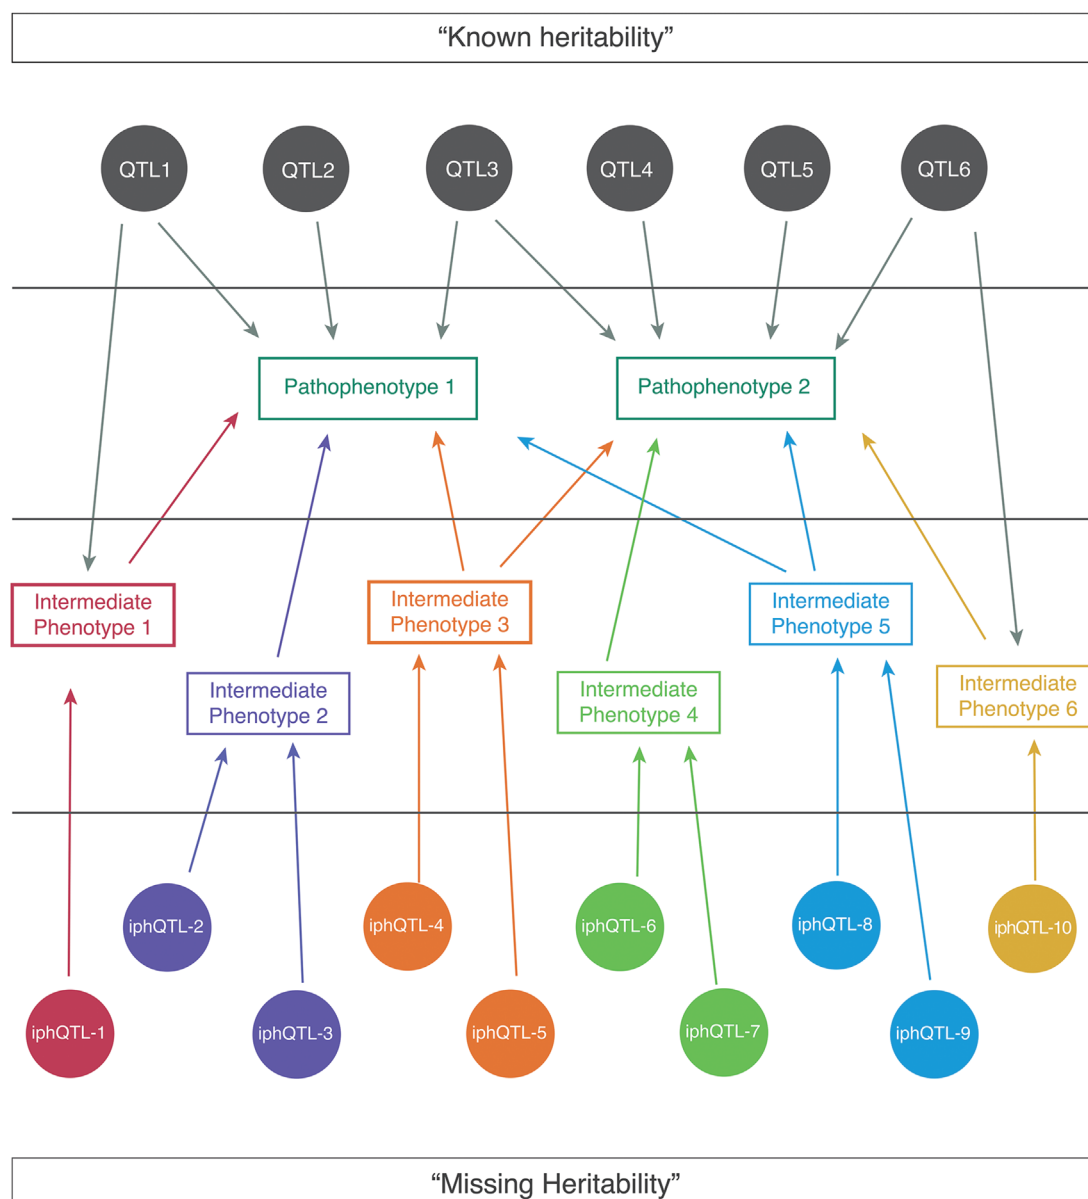 “Known heritability”
QTL1
QTL2
QTL3
QTL4
QTL5
QTL6
Pathophenotype 1
Pathophenotype 2
Intermediate
Phenotype 1
Intermediate
Phenotype 3
Intermediate
Phenotype 5
Intermediate
Phenotype 2
Intermediate
Phenotype 4
Intermediate
Phenotype 6
iphQTL-2
iphQTL-4
iphQTL-6
iphQTL-8
iphQTL-10
iphQTL-1
iphQTL-3
iphQTL-5
iphQTL-7
iphQTL-9
“Missing Heritability”